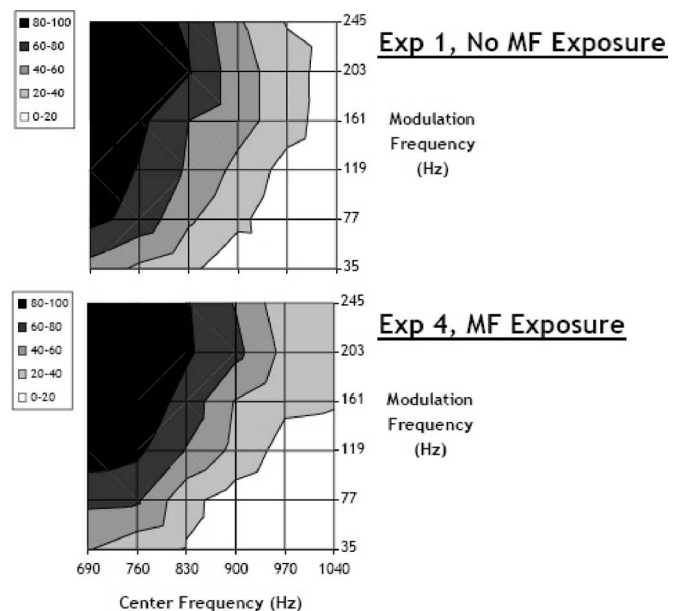 80-100
60-80
40-60
20-40
0-20
245
203
161
119
77
35
Exp 1, No MF Exposure
Modulation
Frequency
(Hz)
80-100
60-80
40-60
20-40
0-20
245
203
161
119
77
35
Exp 4, MF Exposure
Modulation
Frequency
(Hz)
690 760 830 900 970 1040
Center Frequency (Hz)